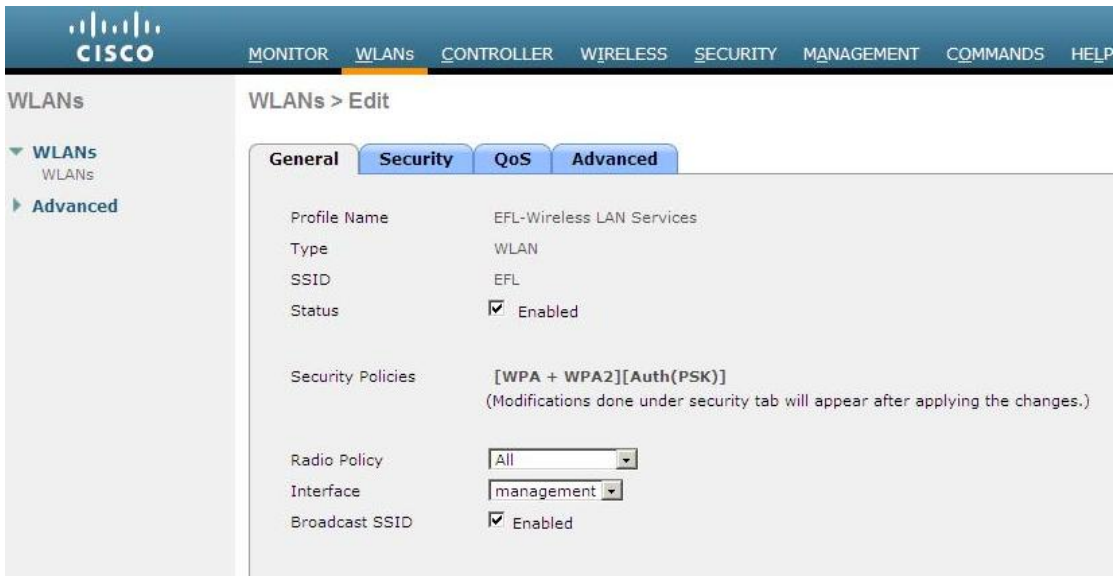 CISCO
MONITOR WLANs CONTROLLER WIRELESS SECURITY MANAGEMENT COMMANDS HELP
WLANs
WLANs
WLANs
Advanced
WLANs > Edit
General Security QoS Advanced
Profile Name EFL-Wireless LAN Services
Type WLAN
SSID EFL
Status Enabled
Security Policies [WPA + WPA2][Auth(PSK)]
(Modifications done under security tab will appear after applying the changes.)
Radio Policy All
Interface management
Broadcast SSID Enabled